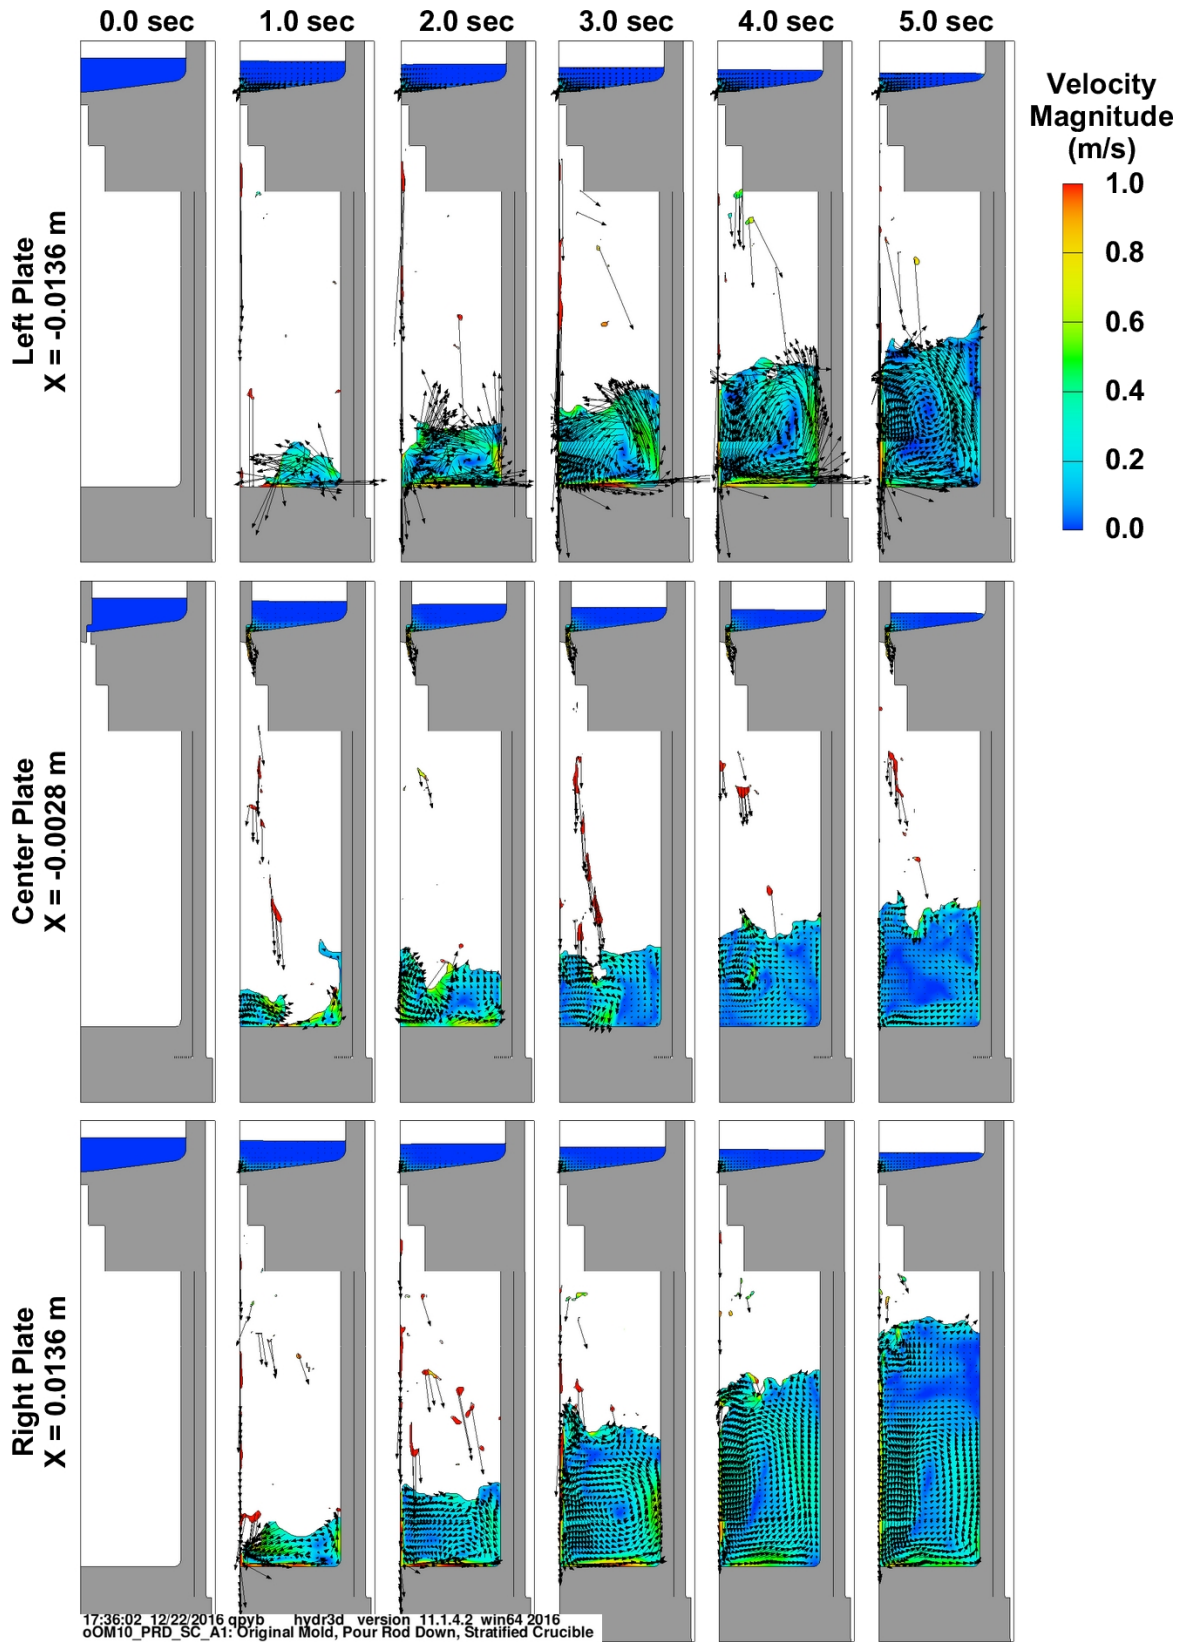 0.0 sec 1.0 sec 2.0 sec 3.0 sec 4.0 sec 5.0 sec
Velocity
Magnitude
(m/s)
1.0
0.8
0.6
0.4
0.2
0.0
Left Plate
X = -0.0136 m
Center Plate
X = -0.0028 m
Right Plate
X = 0.0136 m
17:36:02 12/22/2016 qpyb hydr3d version 11.1.4.2 win64 2016
oOM10_PRD_SC_A1: Original Mold, Pour Rod Down, Stratified Crucible